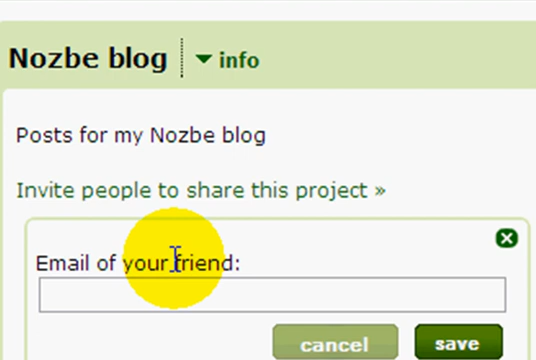 Nozbe blog info
Posts for my Nozbe blog
Invite people to share this project »
Email of your friend:
cancel save